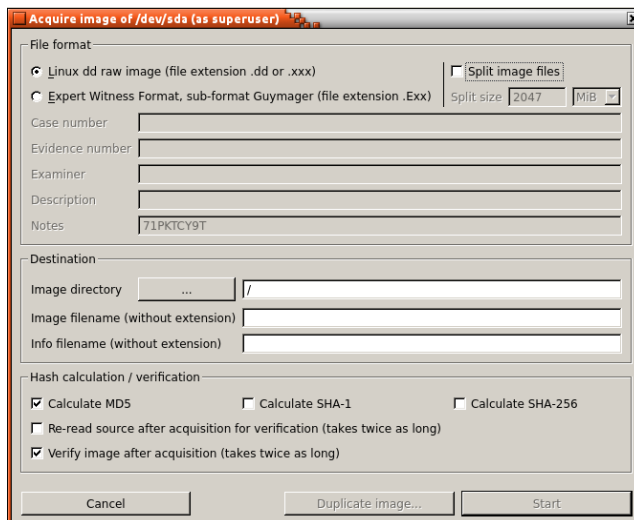 Acquire image of /dev/sda (as superuser)
File format
Linux dd raw image (file extension .dd or .xxx)
Split image files
Expert Witness Format, sub-format Guymager (file extension .Exx)
Split size 2047 MiB
Case number
Evidence number
Examiner
Description
Notes 71PKTCY9T
Destination
Image directory ... /
Image filename (without extension)
Info filename (without extension)
Hash calculation / verification
Calculate MD5 Calculate SHA-1 Calculate SHA-256
Re-read source after acquisition for verification (takes twice as long)
Verify image after acquisition (takes twice as long)
Cancel Duplicate image... Start